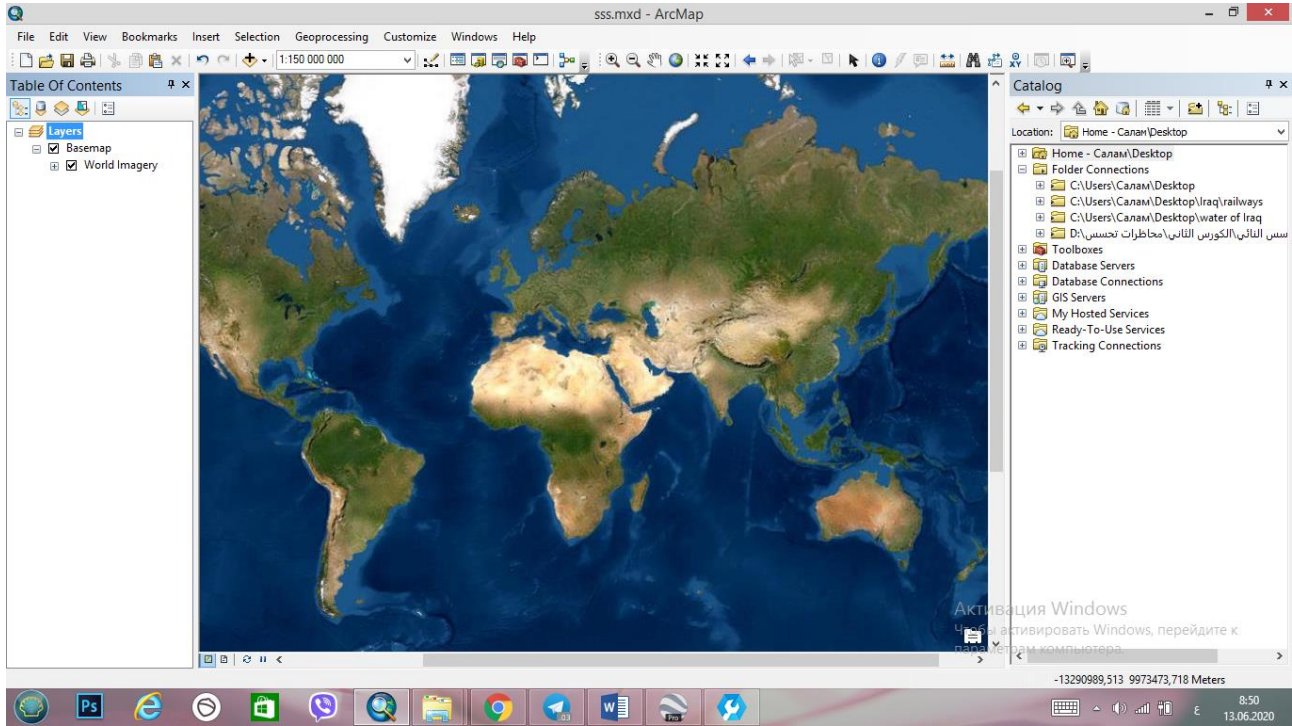 sss.mxd - ArcMap
File Edit View Bookmarks Insert Selection Geoprocessing Customize Windows Help
1:150 000 000
Table Of Contents
Layers
Basemap
World Imagery
Catalog
Location: Home - Салам\Desktop
Home - Салам\Desktop
Folder Connections
C:\Users\Салам\Desktop
C:\Users\Салам\Desktop\Iraq\railways
C:\Users\Салам\Desktop\water of Iraq
D:\سس النائي\الكورس الثاني\محاظرات تحسس
Toolboxes
Database Servers
Database Connections
GIS Servers
My Hosted Services
Ready-To-Use Services
Tracking Connections
Активация Windows
Чтобы активировать Windows, перейдите к
параметрам компьютера.
-13290989,513 9973473,718 Meters
Ps
03
W
Pro
ع
8:50
13.06.2020